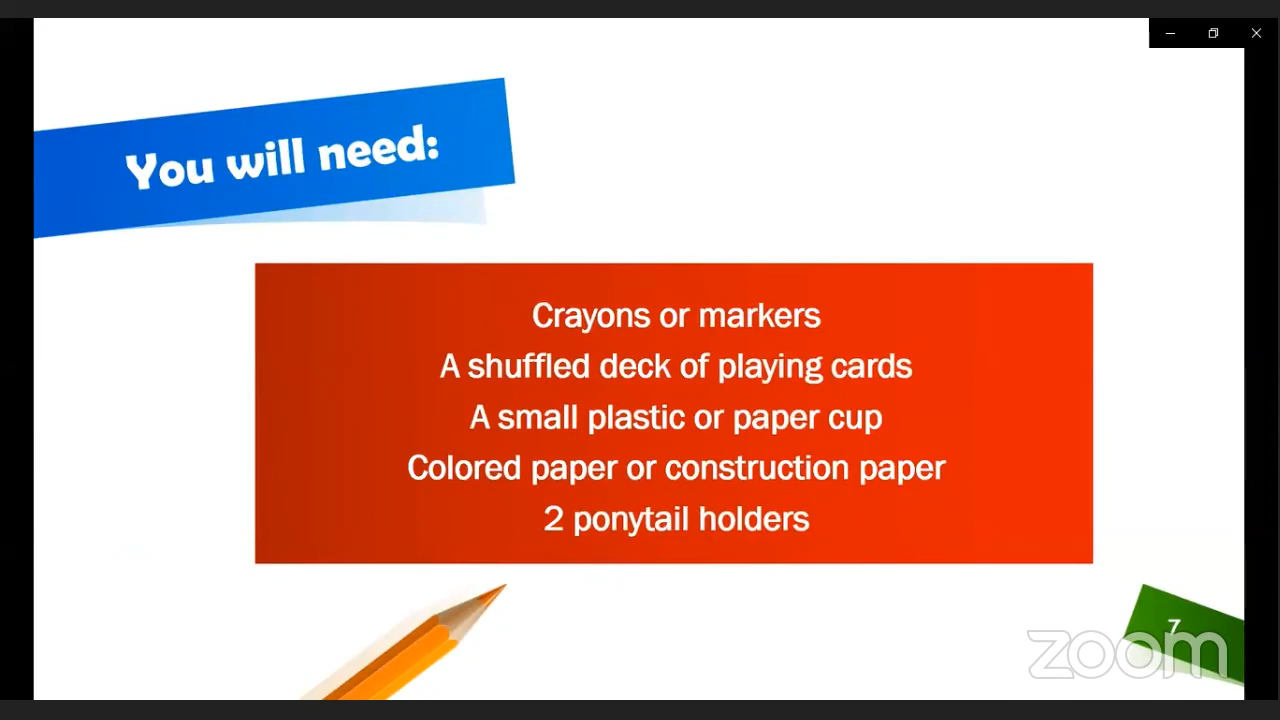 You will need:
Crayons or markers
A shuffled deck of playing cards
A small plastic or paper cup
Colored paper or construction paper
2 ponytail holders
7
zoom